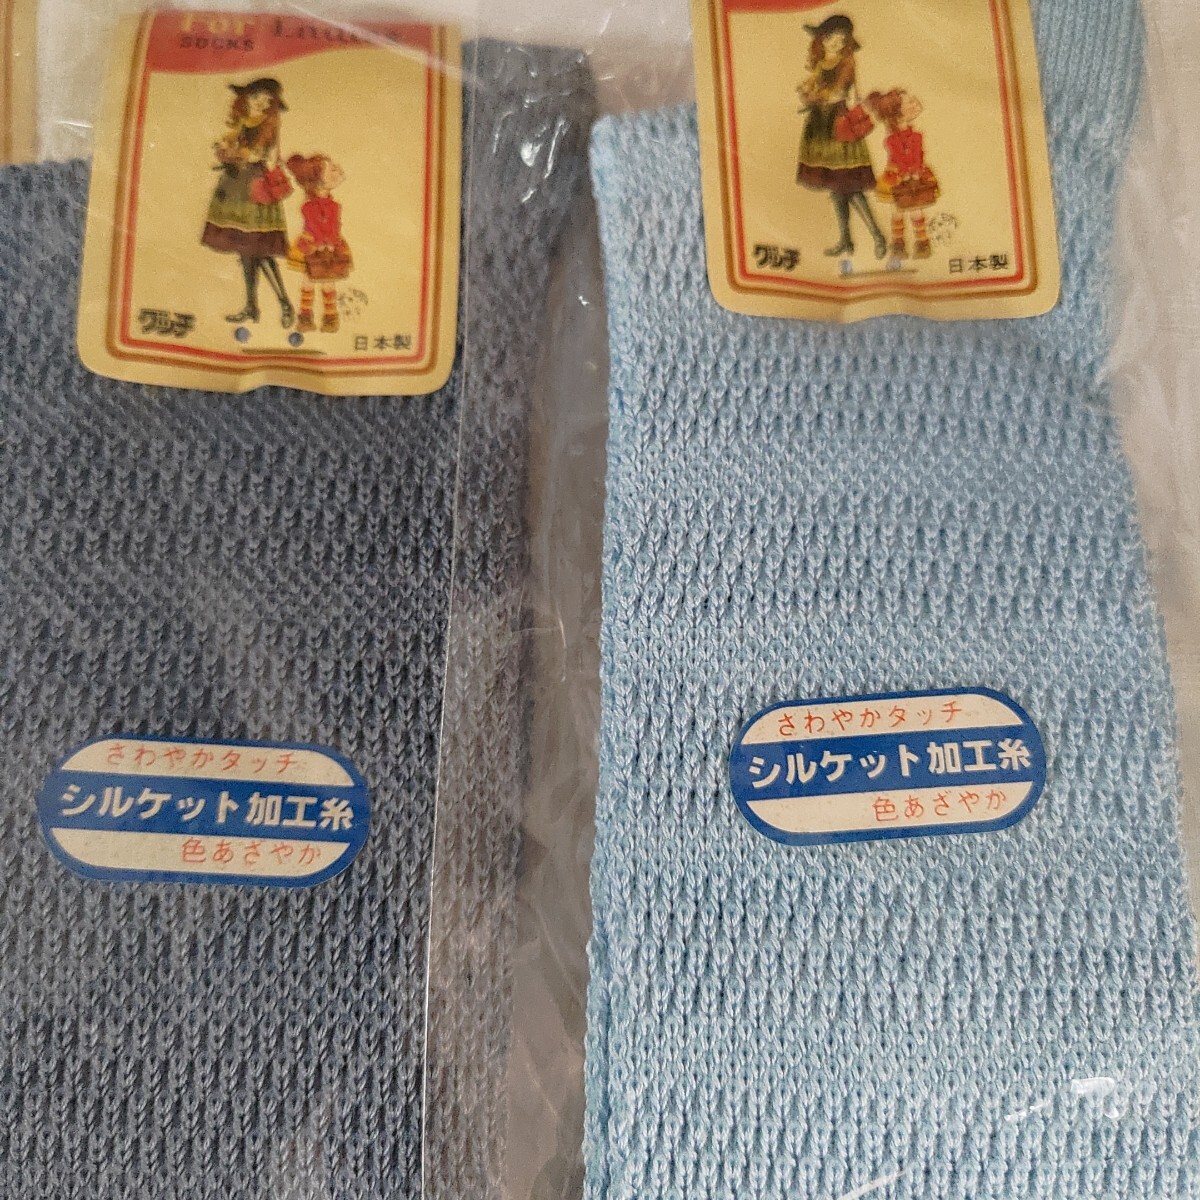 For Ladies
SOCKS
グッチ
日本製
さわやかタッチ
シルケット加工糸
色あざやか
グッチ
日本製
さわやかタッチ
シルケット加工糸
色あざやか